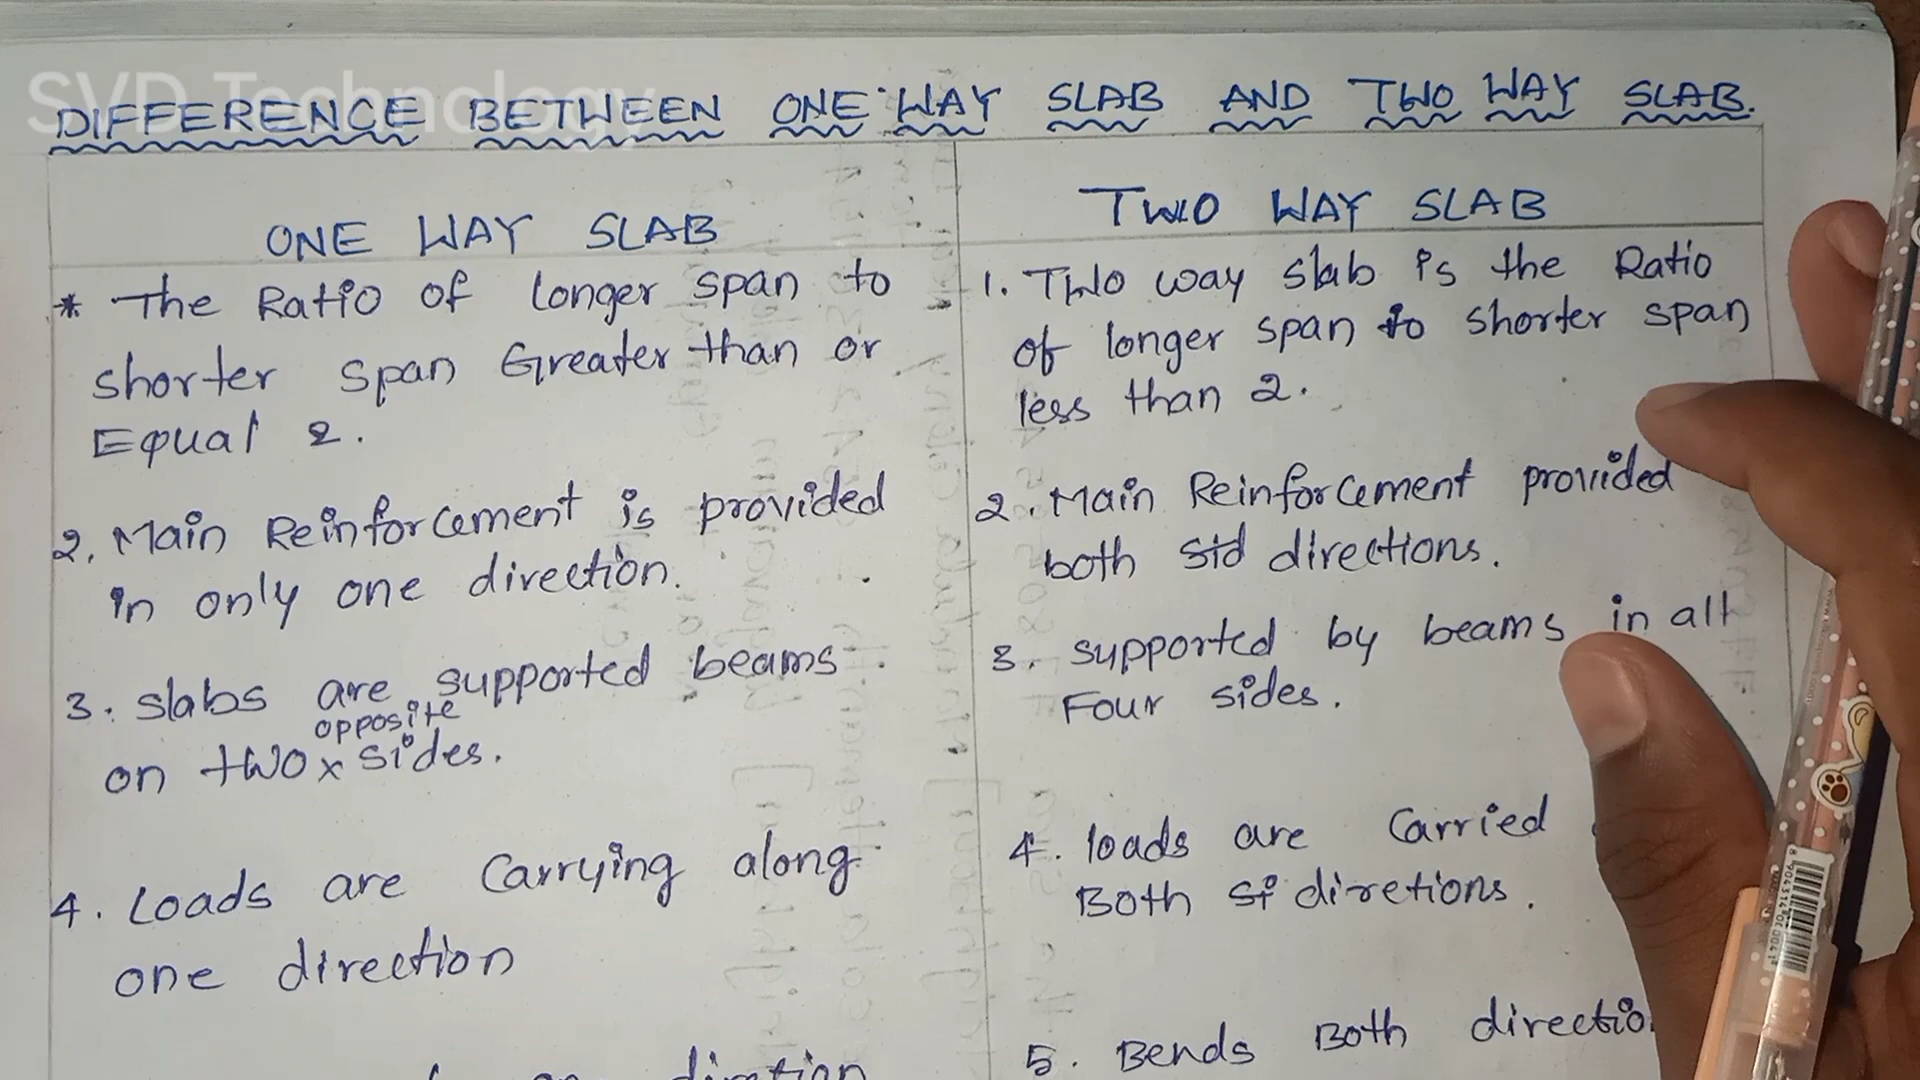 SVD Technology
DIFFERENCE BETWEEN ONE WAY SLAB AND TWO WAY SLAB.
ONE WAY SLAB
* The Ratio of longer span to
shorter span Greater than or
Equal 2.
2. Main Reinforcement is provided
in only one direction.
3. slabs are supported beams
opposite
on two x sides.
4. Loads are Carrying along
one direction
TWO WAY SLAB
1. Two way slab is the Ratio
of longer span to shorter span
less than 2.
2. Main Reinforcement provided
both sid directions.
3. supported by beams in all
Four sides.
4. loads are Carried
Both si diretions.
5. Bends Both directio